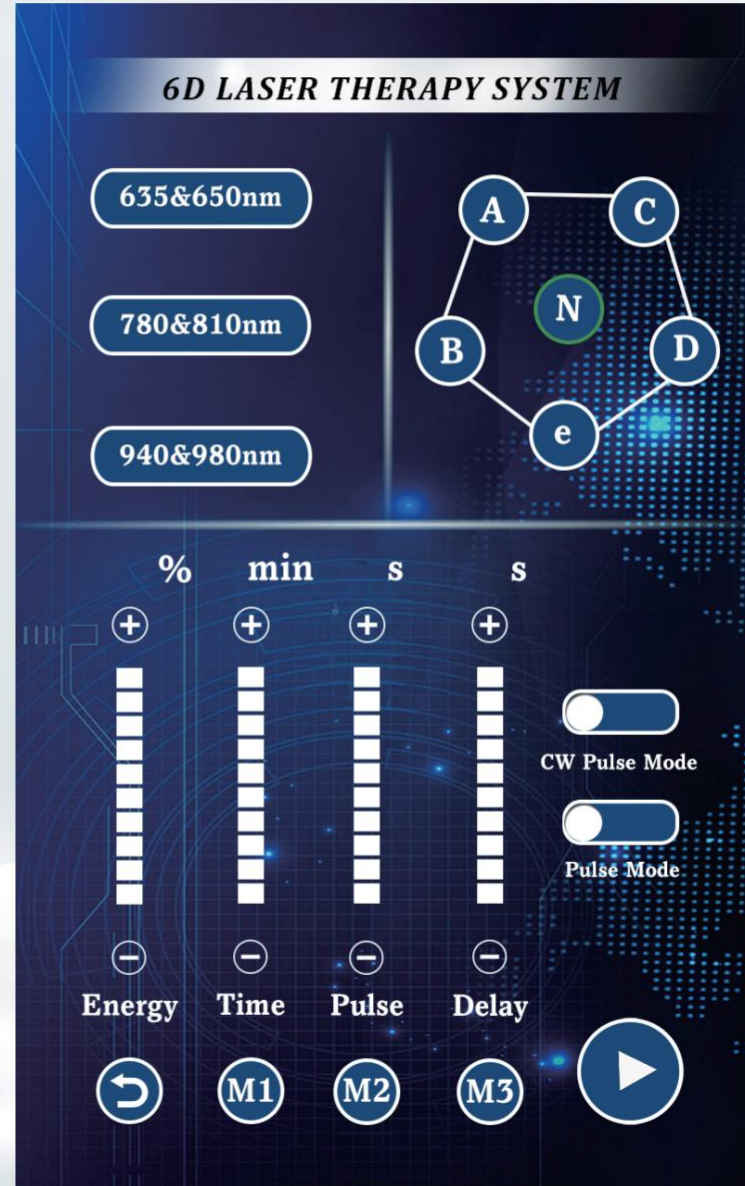 6D LASER THERAPY SYSTEM
635&650nm
780&810nm
940&980nm
A C
N
B D
e
% min s s
CW Pulse Mode
Pulse Mode
Energy Time Pulse Delay
M1 M2 M3